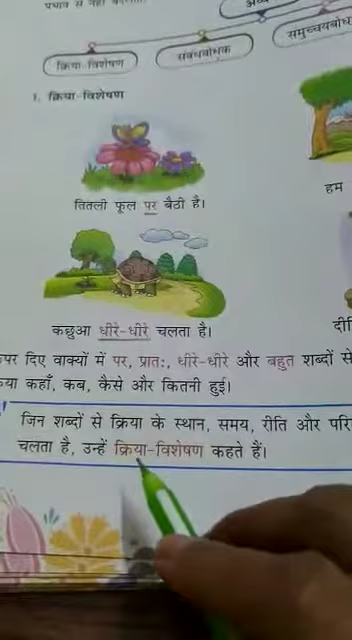 क्रिया-विशेषण
संबंधबोधक
समुच्चयबोध
1. क्रिया-विशेषण
तितली फूल पर बैठी है।
हम
कछुआ धीरे-धीरे चलता है।
दी
पर दिए वाक्यों में पर, प्रातः, धीरे-धीरे और बहुत शब्दों से
या कहाँ, कब, कैसे और कितनी हुई।
जिन शब्दों से क्रिया के स्थान, समय, रीति और परि
चलता है, उन्हें क्रिया-विशेषण कहते हैं।